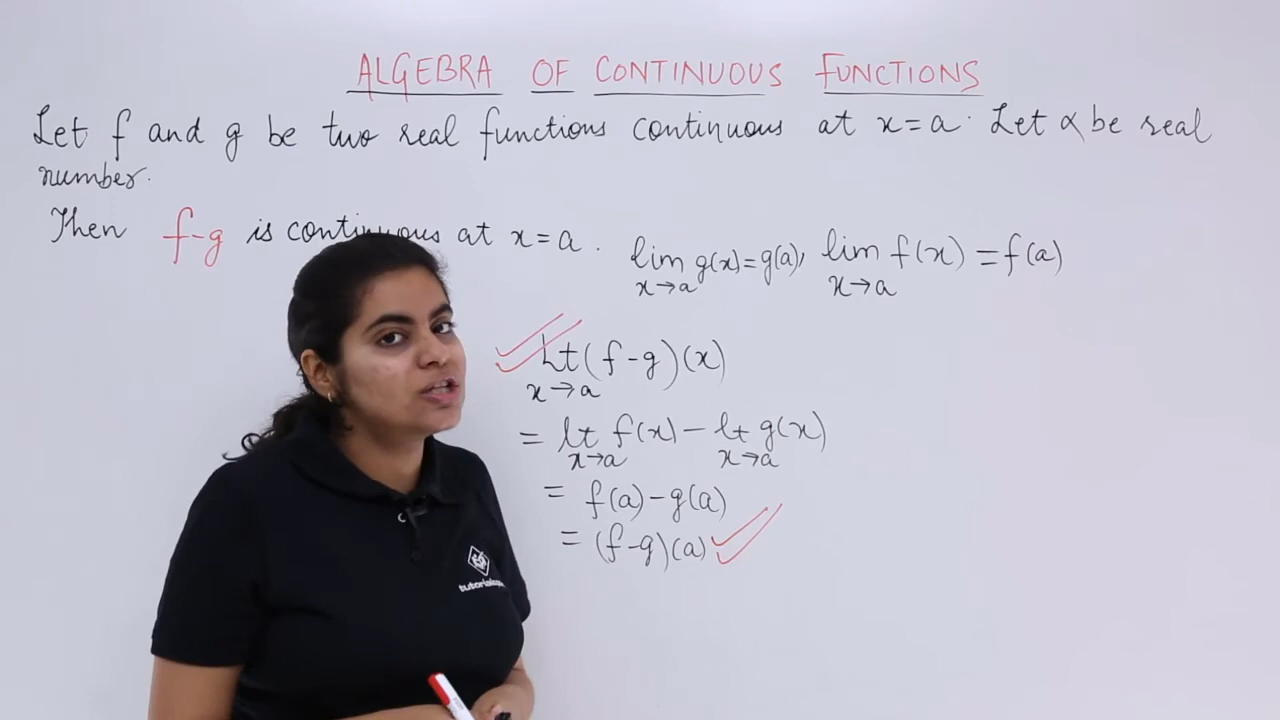 ALGEBRA OF CONTINUOUS FUNCTIONS
Let f and g be two real functions continuous at x=a. Let α be real
number.
Then f-g is continuous at x=a.
lim x→a g(x)=g(a), lim x→a f(x)=f(a)
Lt x→a (f-g)(x)
= lt x→a f(x) - lt x→a g(x)
= f(a)-g(a)
= (f-g)(a)